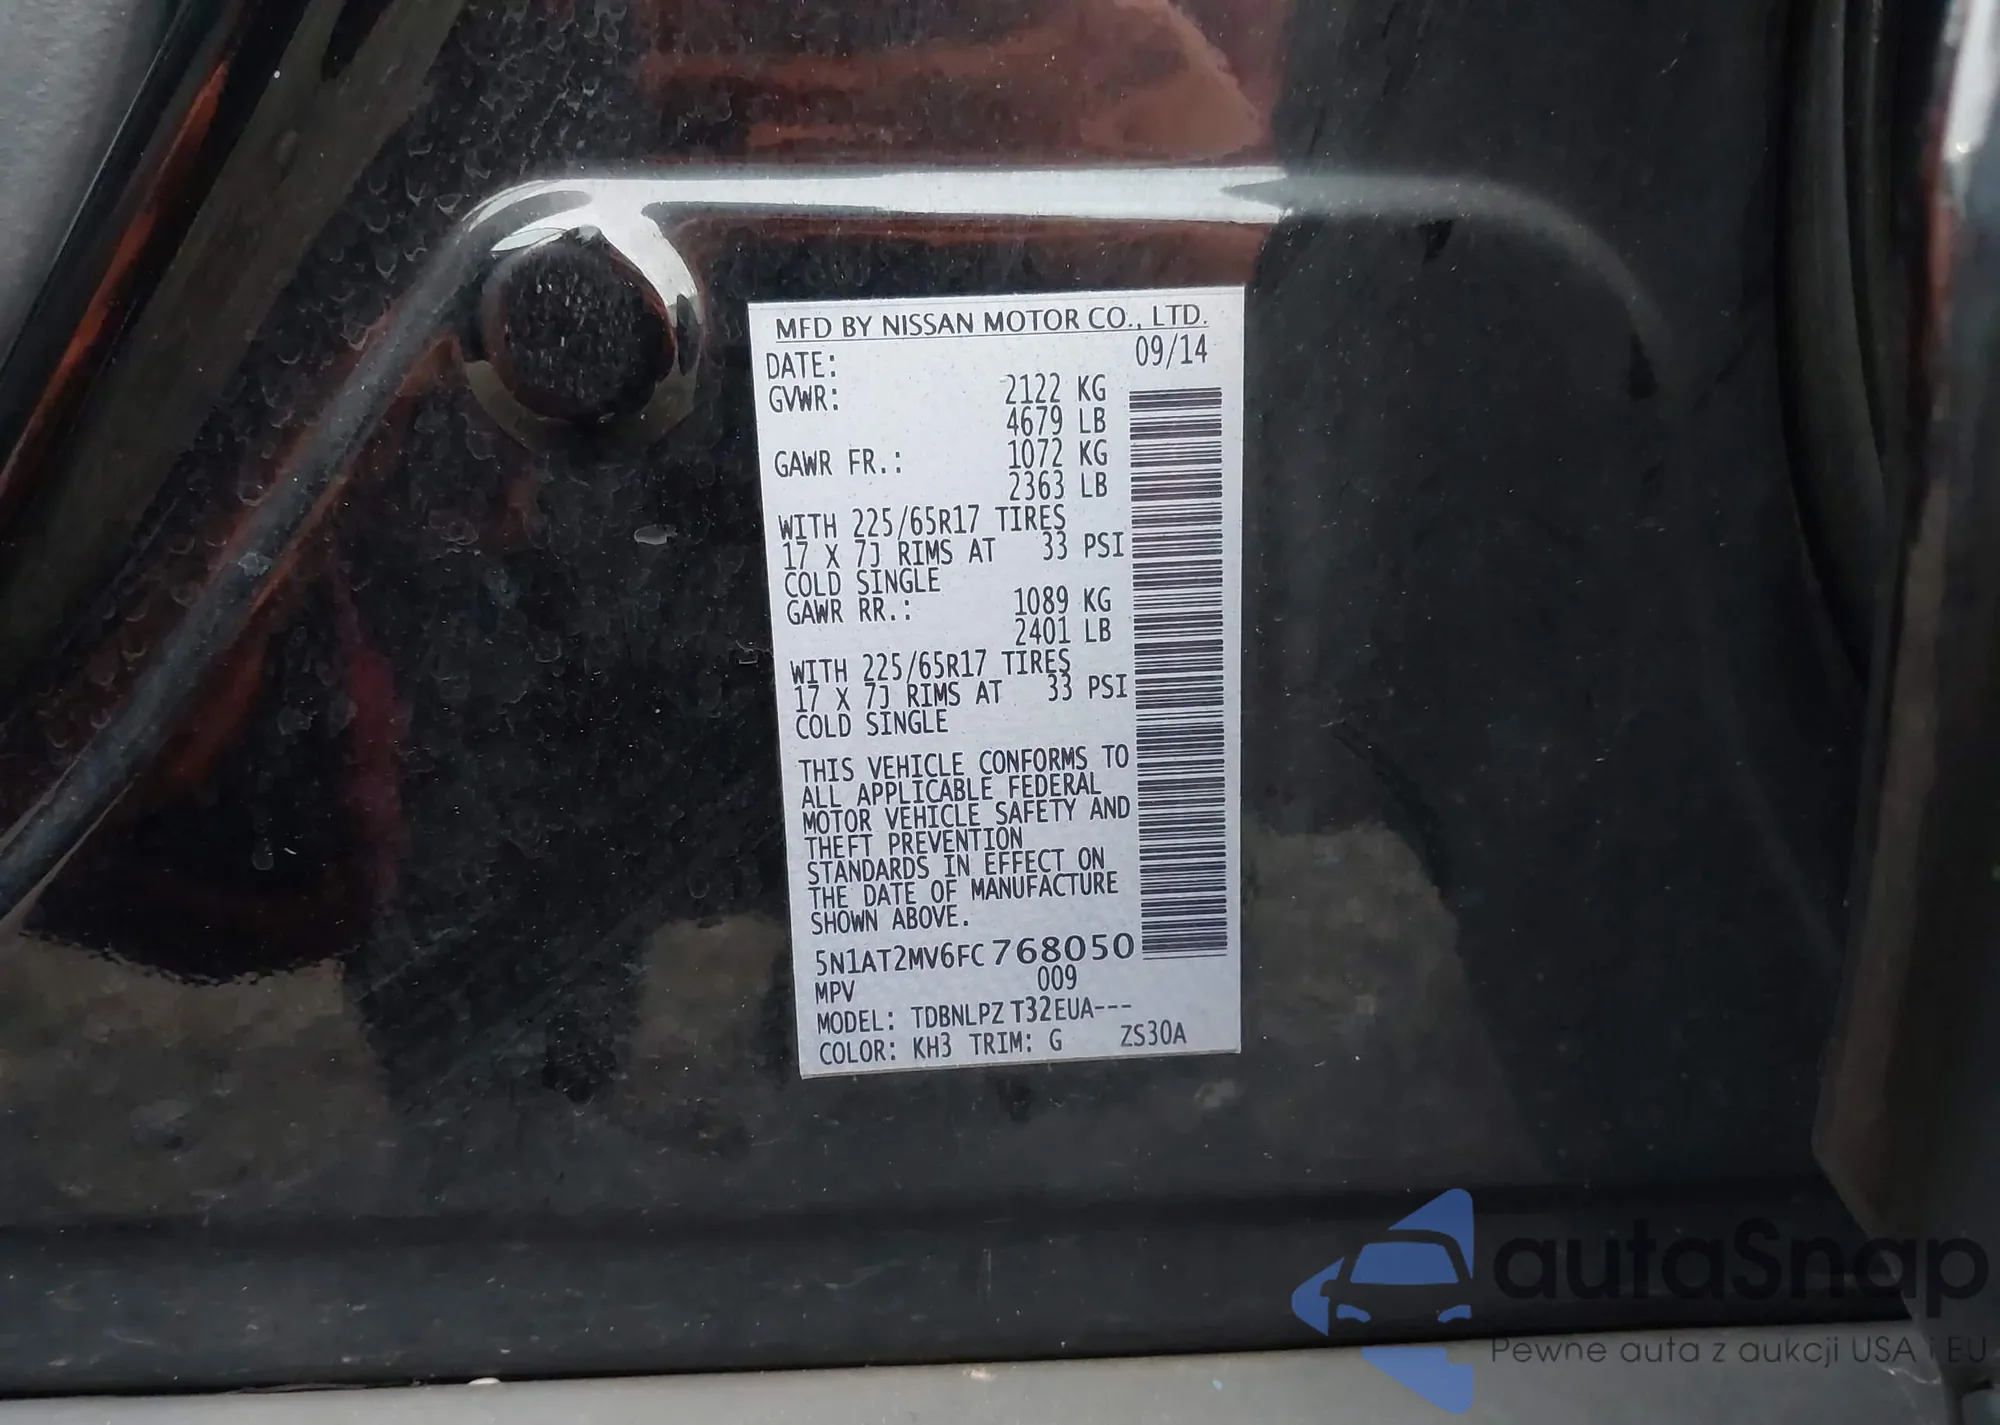 MFD BY NISSAN MOTOR CO., LTD.
DATE: 09/14
GVWR: 2122 KG
4679 LB
GAWR FR.: 1072 KG
2363 LB
WITH 225/65R17 TIRES
17 X 7J RIMS AT 33 PSI
COLD SINGLE
GAWR RR.: 1089 KG
2401 LB
WITH 225/65R17 TIRES
17 X 7J RIMS AT 33 PSI
COLD SINGLE
THIS VEHICLE CONFORMS TO
ALL APPLICABLE FEDERAL
MOTOR VEHICLE SAFETY AND
THEFT PREVENTION
STANDARDS IN EFFECT ON
THE DATE OF MANUFACTURE
SHOWN ABOVE.
5N1AT2MV6FC768050
MPV 009
MODEL: TDBNLPZ T32EUA---
COLOR: KH3 TRIM: G ZS30A
autaSnap
Pewne auta z aukcji USA i EU